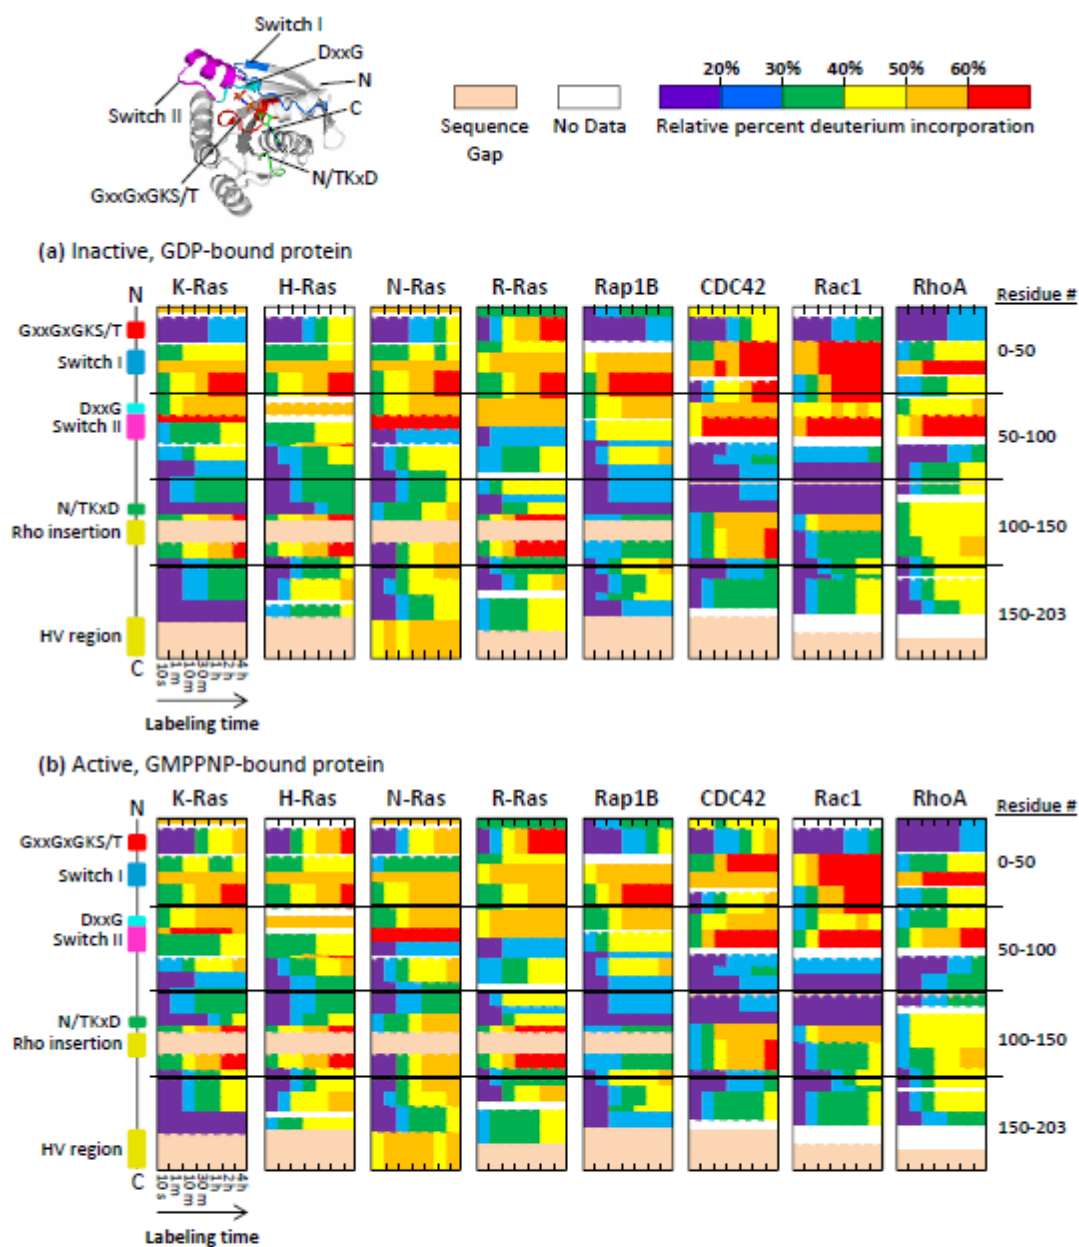 Switch I
DxxG
N
C
Switch II
N/TKxD
GxxGxGKS/T
20% 30% 40% 50% 60%
Sequence Gap
No Data
Relative percent deuterium incorporation
(a) Inactive, GDP-bound protein
N K-Ras H-Ras N-Ras R-Ras Rap1B CDC42 Rac1 RhoA Residue #
GxxGxGKS/T
Switch I 0-50
DxxG
Switch II 50-100
N/TKxD
Rho insertion 100-150
HV region 150-203
C
10s 1m 10m 30m 1h 2h 4h
Labeling time
(b) Active, GMPPNP-bound protein
N K-Ras H-Ras N-Ras R-Ras Rap1B CDC42 Rac1 RhoA Residue #
GxxGxGKS/T
Switch I 0-50
DxxG
Switch II 50-100
N/TKxD
Rho insertion 100-150
HV region 150-203
C
10s 1m 10m 30m 1h 2h 4h
Labeling time